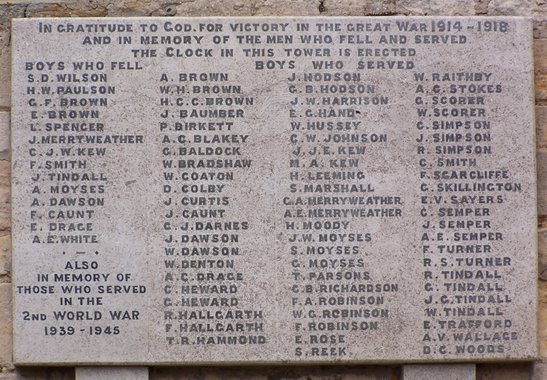 IN GRATITUDE TO GOD, FOR VICTORY IN THE GREAT WAR 1914-1918
AND IN MEMORY OF THE MEN WHO FELL AND SERVED
THE CLOCK IN THIS TOWER IS ERECTED
BOYS WHO FELL
S.D. WILSON
H.W. PAULSON
G.F. BROWN
E. BROWN
L. SPENCER
J. MERRYWEATHER
C.J.W. KEW
F. SMITH
J. TINDALL
A. MOYSES
A. DAWSON
F. CAUNT
E. DRAGE
A.E. WHITE
ALSO
IN MEMORY OF
THOSE WHO SERVED
IN THE
2ND WORLD WAR
1939-1945
BOYS WHO SERVED
A. BROWN
W.H. BROWN
H.C.C. BROWN
J. BAUMBER
P. BIRKETT
A.C. BLAKEY
C. BALDOCK
W. BRADSHAW
W. COATON
D. COLBY
J. CURTIS
J. CAUNT
G.J. DARNES
J. DAWSON
W. DAWSON
W. DENTON
W.C. DRAGE
C. HEWARD
G. HEWARD
R. HALLGARTH
F. HALLGARTH
T.R. HAMMOND
J. HODSON
G.B. HODSON
J.W. HARRISON
E.C. HAND
W. HUSSEY
C.W. JOHNSON
J.J.E. KEW
M.A. KEW
H. LEEMING
S. MARSHALL
C.A. MERRYWEATHER
A.E. MERRYWEATHER
H. MOODY
J.W. MOYSES
S. MOYSES
G. MOYSES
T. PARSONS
G.B. RICHARDSON
F.A. ROBINSON
W.G. ROBINSON
F. ROBINSON
E. ROSE
S. REEK
W. RAITHBY
A.G. STOKES
G. SCORER
W. SCORER
G. SIMPSON
J. SIMPSON
R. SIMPSON
C. SMITH
F. SCARCLIFFE
G. SKILLINGTON
E.V. SAYERS
C. SEMPER
J. SEMPER
A.E. SEMPER
F. TURNER
R.S. TURNER
R. TINDALL
G. TINDALL
J.G. TINDALL
W. TINDALL
E. TRAFFORD
A.V. WALLACE
D.C. WOODS